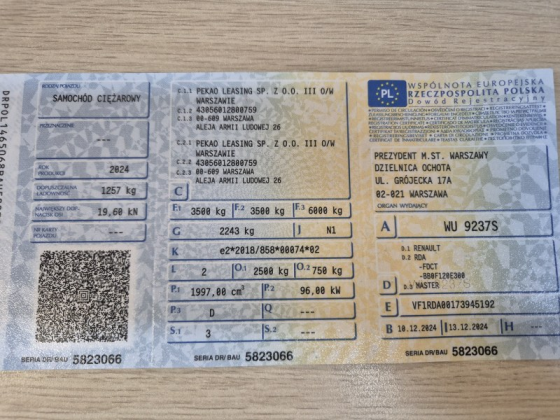 RODZAJ POJAZDU
SAMOCHÓD CIĘŻAROWY
PRZEZNACZENIE
---
ROK PRODUKCJI
2024
DOPUSZCZALNA ŁADOWNOŚĆ
1257 kg
NAJWIĘKSZY DOP. NACISK OSI
19,60 kN
NR KARTY POJAZDU
---
SERIA DR/BAU 5823066
C.1.1 PEKAO LEASING SP. Z O.O. III O/W
WARSZAWIE
C.1.2 43056012800759
C.1.3 00-609 WARSZAWA
ALEJA ARMII LUDOWEJ 26
C.2.1 PEKAO LEASING SP. Z O.O. III O/W
WARSZAWIE
C.2.2 43056012800759
C.2.3 00-609 WARSZAWA
ALEJA ARMII LUDOWEJ 26
C
F.1 3500 kg F.2 3500 kg F.3 6000 kg
G 2243 kg J N1
K e2*2018/858*00074*02
L 2 O.1 2500 kg O.2 750 kg
P.1 1997,00 cm³ P.2 96,00 kW
P.3 D Q ---
S.1 3 S.2 ---
SERIA DR/BAU 5823066
PL
WSPÓLNOTA EUROPEJSKA
RZECZPOSPOLITA POLSKA
Dowód Rejestracyjny
PREZYDENT M.ST. WARSZAWY
DZIELNICA OCHOTA
UL. GRÓJECKA 17A
02-021 WARSZAWA
ORGAN WYDAJĄCY
A WU 9237S
D.1 RENAULT
D.2 RDA
-FDCT
-BB0F120E300
D.3 MASTER
D
E VF1RDA00173945192
B 10.12.2024 I 13.12.2024 H ---
SERIA DR/BAU 5823066